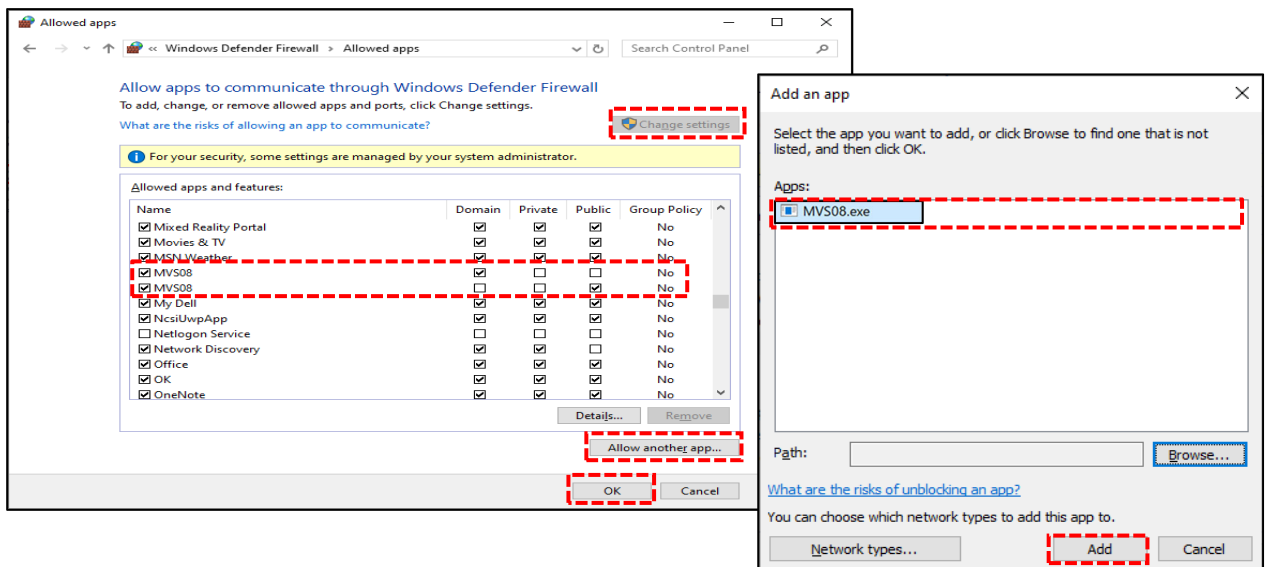 Allowed apps
Windows Defender Firewall > Allowed apps
Search Control Panel
Allow apps to communicate through Windows Defender Firewall
To add, change, or remove allowed apps and ports, click Change settings.
What are the risks of allowing an app to communicate?
Change settings
For your security, some settings are managed by your system administrator.
Allowed apps and features:
Name Domain Private Public Group Policy
Mixed Reality Portal No
Movies & TV No
MSN Weather No
MVS08 No
MVS08 No
My Dell No
NcsiUwpApp No
Netlogon Service No
Network Discovery No
Office No
OK No
OneNote No
Details... Remove
Allow another app...
OK Cancel
Add an app
Select the app you want to add, or click Browse to find one that is not
listed, and then click OK.
Apps:
MVS08.exe
Path:
Browse...
What are the risks of unblocking an app?
You can choose which network types to add this app to.
Network types... Add Cancel